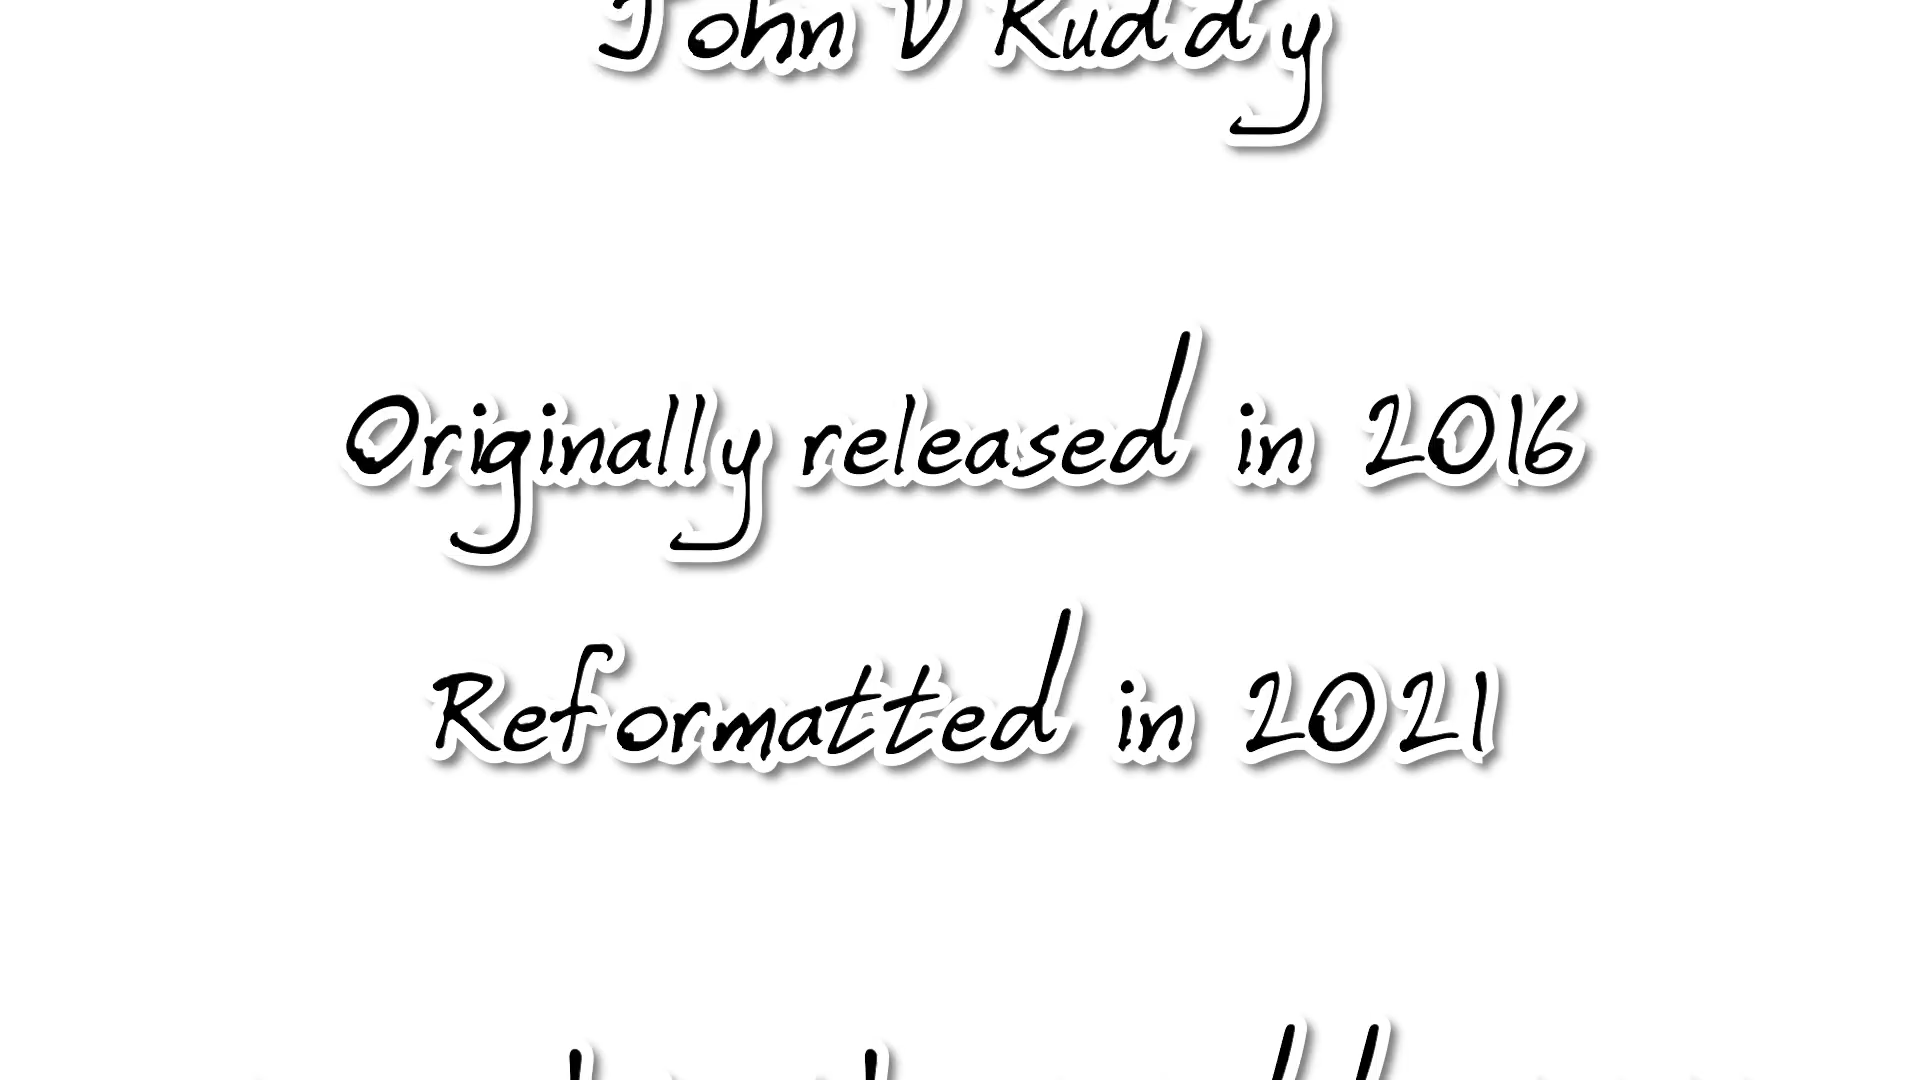 John D Ruddy
Originally released in 2016
Reformatted in 2021